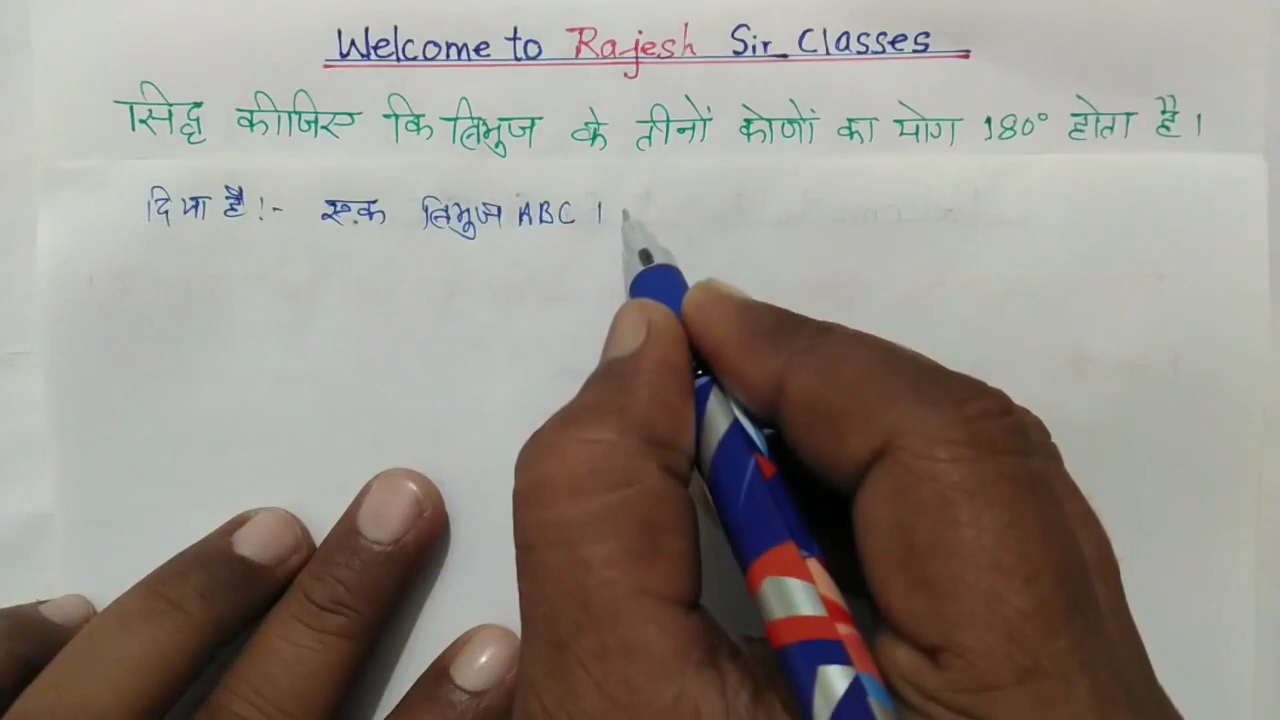 Welcome to Rajesh Sir Classes
सिद्ध कीजिए कि त्रिभुज के तीनों कोणों का योग 180° होता है।
दिया है!- एक त्रिभुज ABC ।